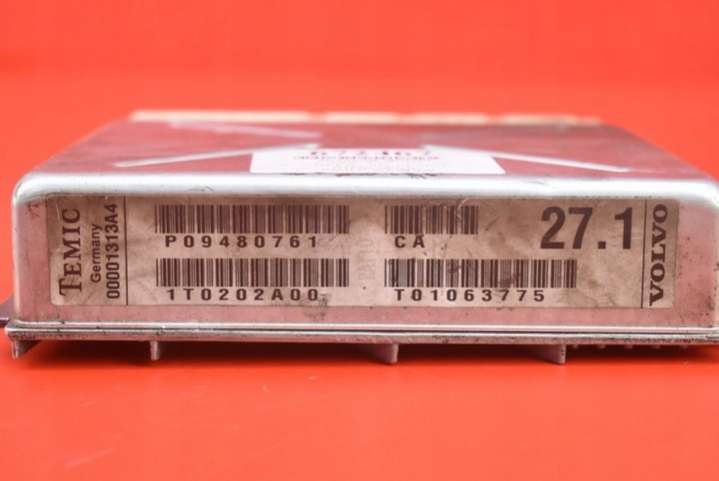 TEMIC
Germany
00001313A4
P09480761
CA
27.1
1T0202A00
T01063775
VOLVO